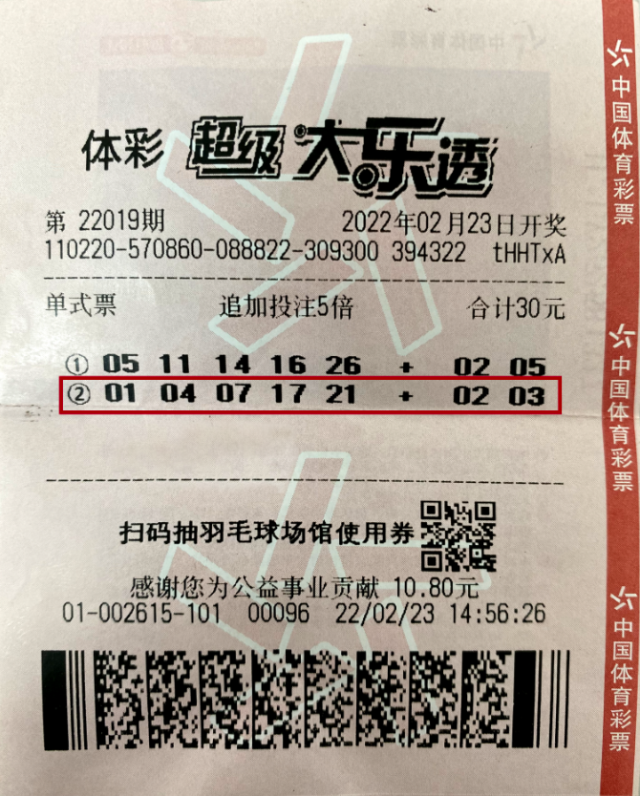 体彩 超级大乐透
第 22019期 2022年02月23日开奖
110220-570860-088822-309300 394322 tHHTxA
单式票 追加投注5倍 合计30元
① 05 11 14 16 26 + 02 05
② 01 04 07 17 21 + 02 03
扫码抽羽毛球场馆使用券
感谢您为公益事业贡献 10.80元
01-002615-101 00096 22/02/23 14:56:26
中国体育彩票
中国体育彩票
中国体育彩票